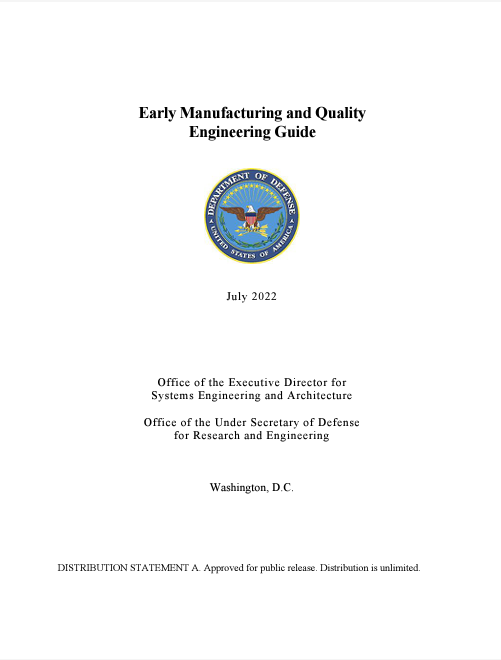 Early Manufacturing and Quality
Engineering Guide
DEPARTMENT OF DEFENSE
UNITED STATES OF AMERICA
July 2022
Office of the Executive Director for
Systems Engineering and Architecture
Office of the Under Secretary of Defense
for Research and Engineering
Washington, D.C.
DISTRIBUTION STATEMENT A. Approved for public release. Distribution is unlimited.